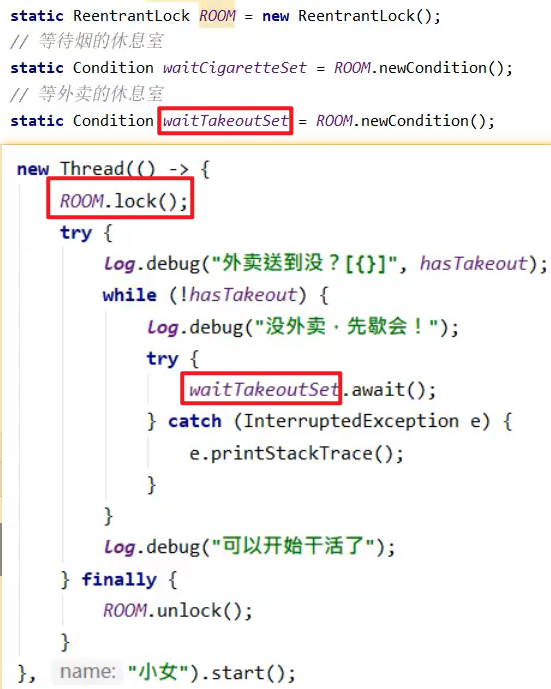 static ReentrantLock ROOM = new ReentrantLock();
// 等待烟的休息室
static Condition waitCigaretteSet = ROOM.newCondition();
// 等外卖的休息室
static Condition waitTakeoutSet = ROOM.newCondition();
new Thread(() -> {
ROOM.lock();
try {
log.debug("外卖送到没？[{}]", hasTakeout);
while (!hasTakeout) {
log.debug("没外卖，先歇会！");
try {
waitTakeoutSet.await();
} catch (InterruptedException e) {
e.printStackTrace();
}
}
log.debug("可以开始干活了");
} finally {
ROOM.unlock();
}
}, name: "小女").start();